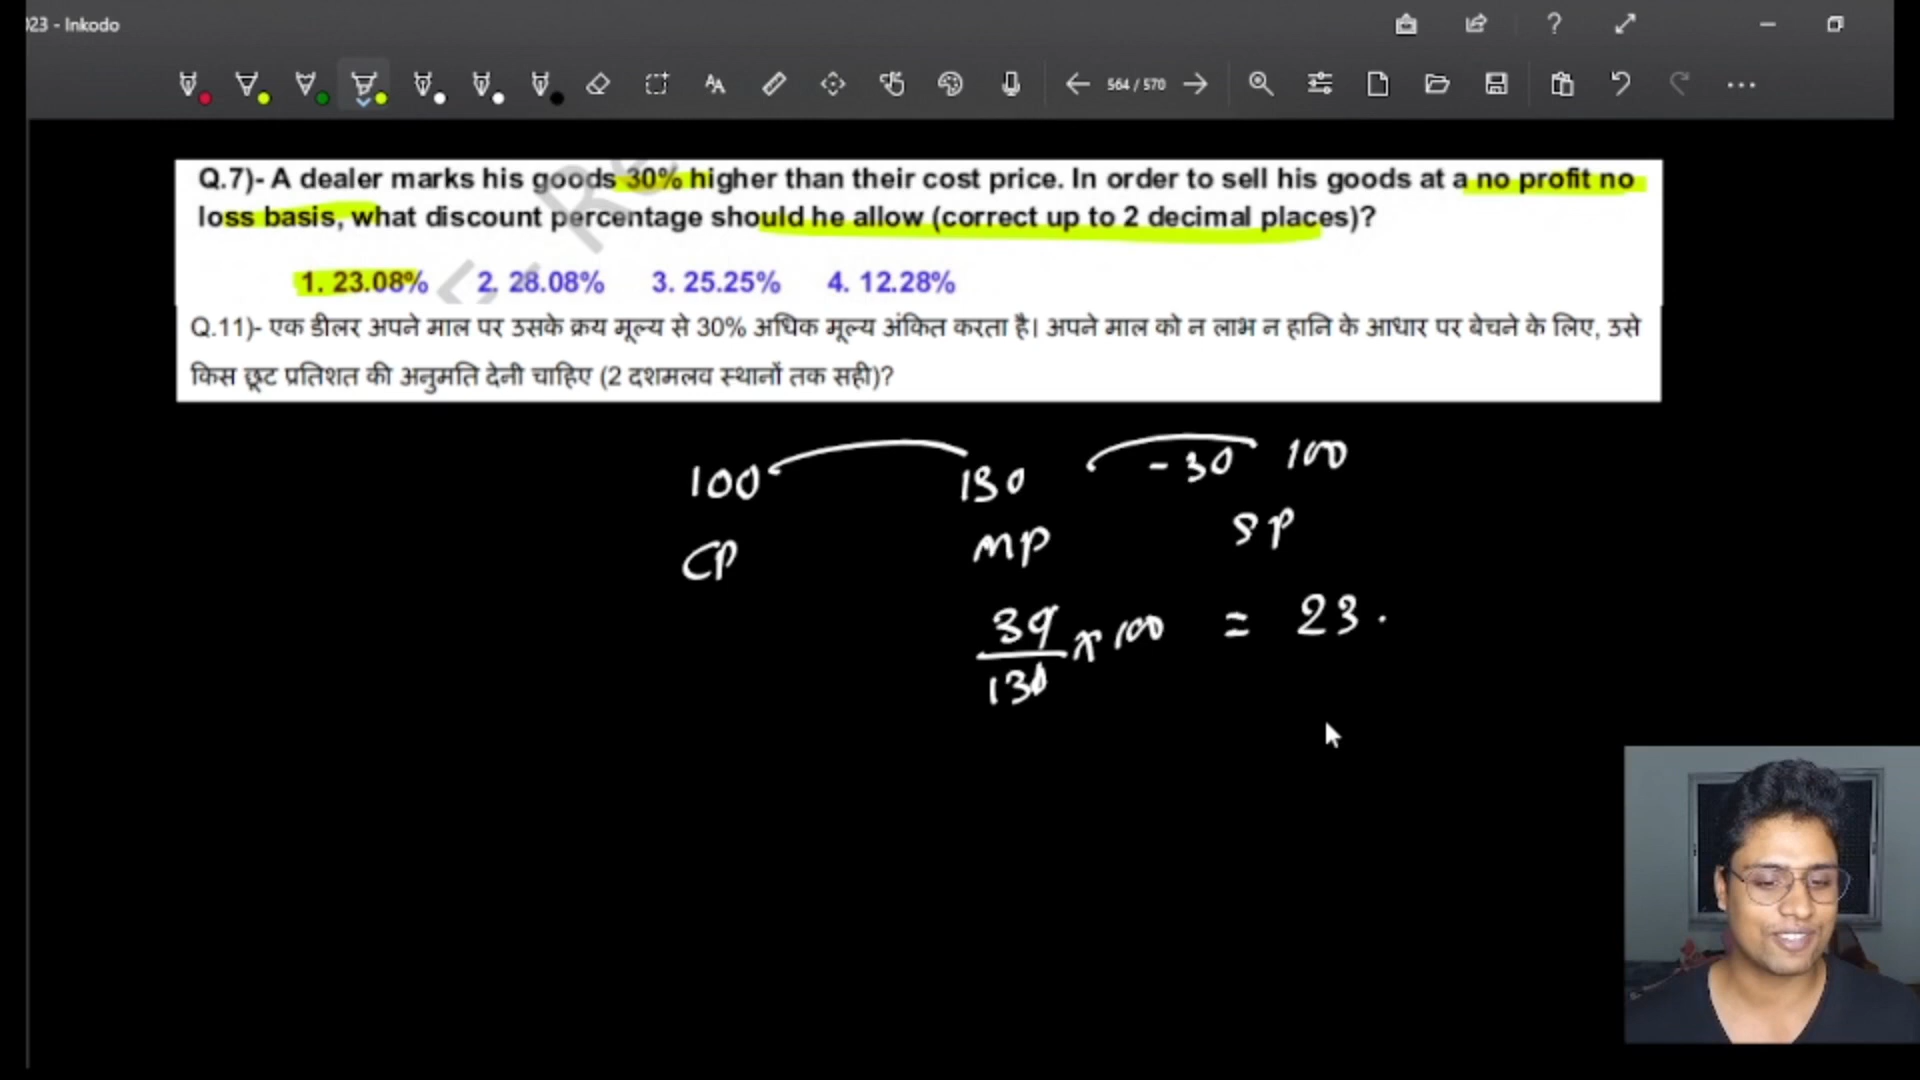 023 - Inkodo
564 / 570
Q.7)- A dealer marks his goods 30% higher than their cost price. In order to sell his goods at a no profit no
loss basis, what discount percentage should he allow (correct up to 2 decimal places)?
1. 23.08% 2. 28.08% 3. 25.25% 4. 12.28%
Q.11)- एक डीलर अपने माल पर उसके क्रय मूल्य से 30% अधिक मूल्य अंकित करता है। अपने माल को न लाभ न हानि के आधार पर बेचने के लिए, उसे
किस छूट प्रतिशत की अनुमति देनी चाहिए (2 दशमलव स्थानों तक सही)?
100 130 - 30 100
CP MP SP
30 x 100 = 23.
130